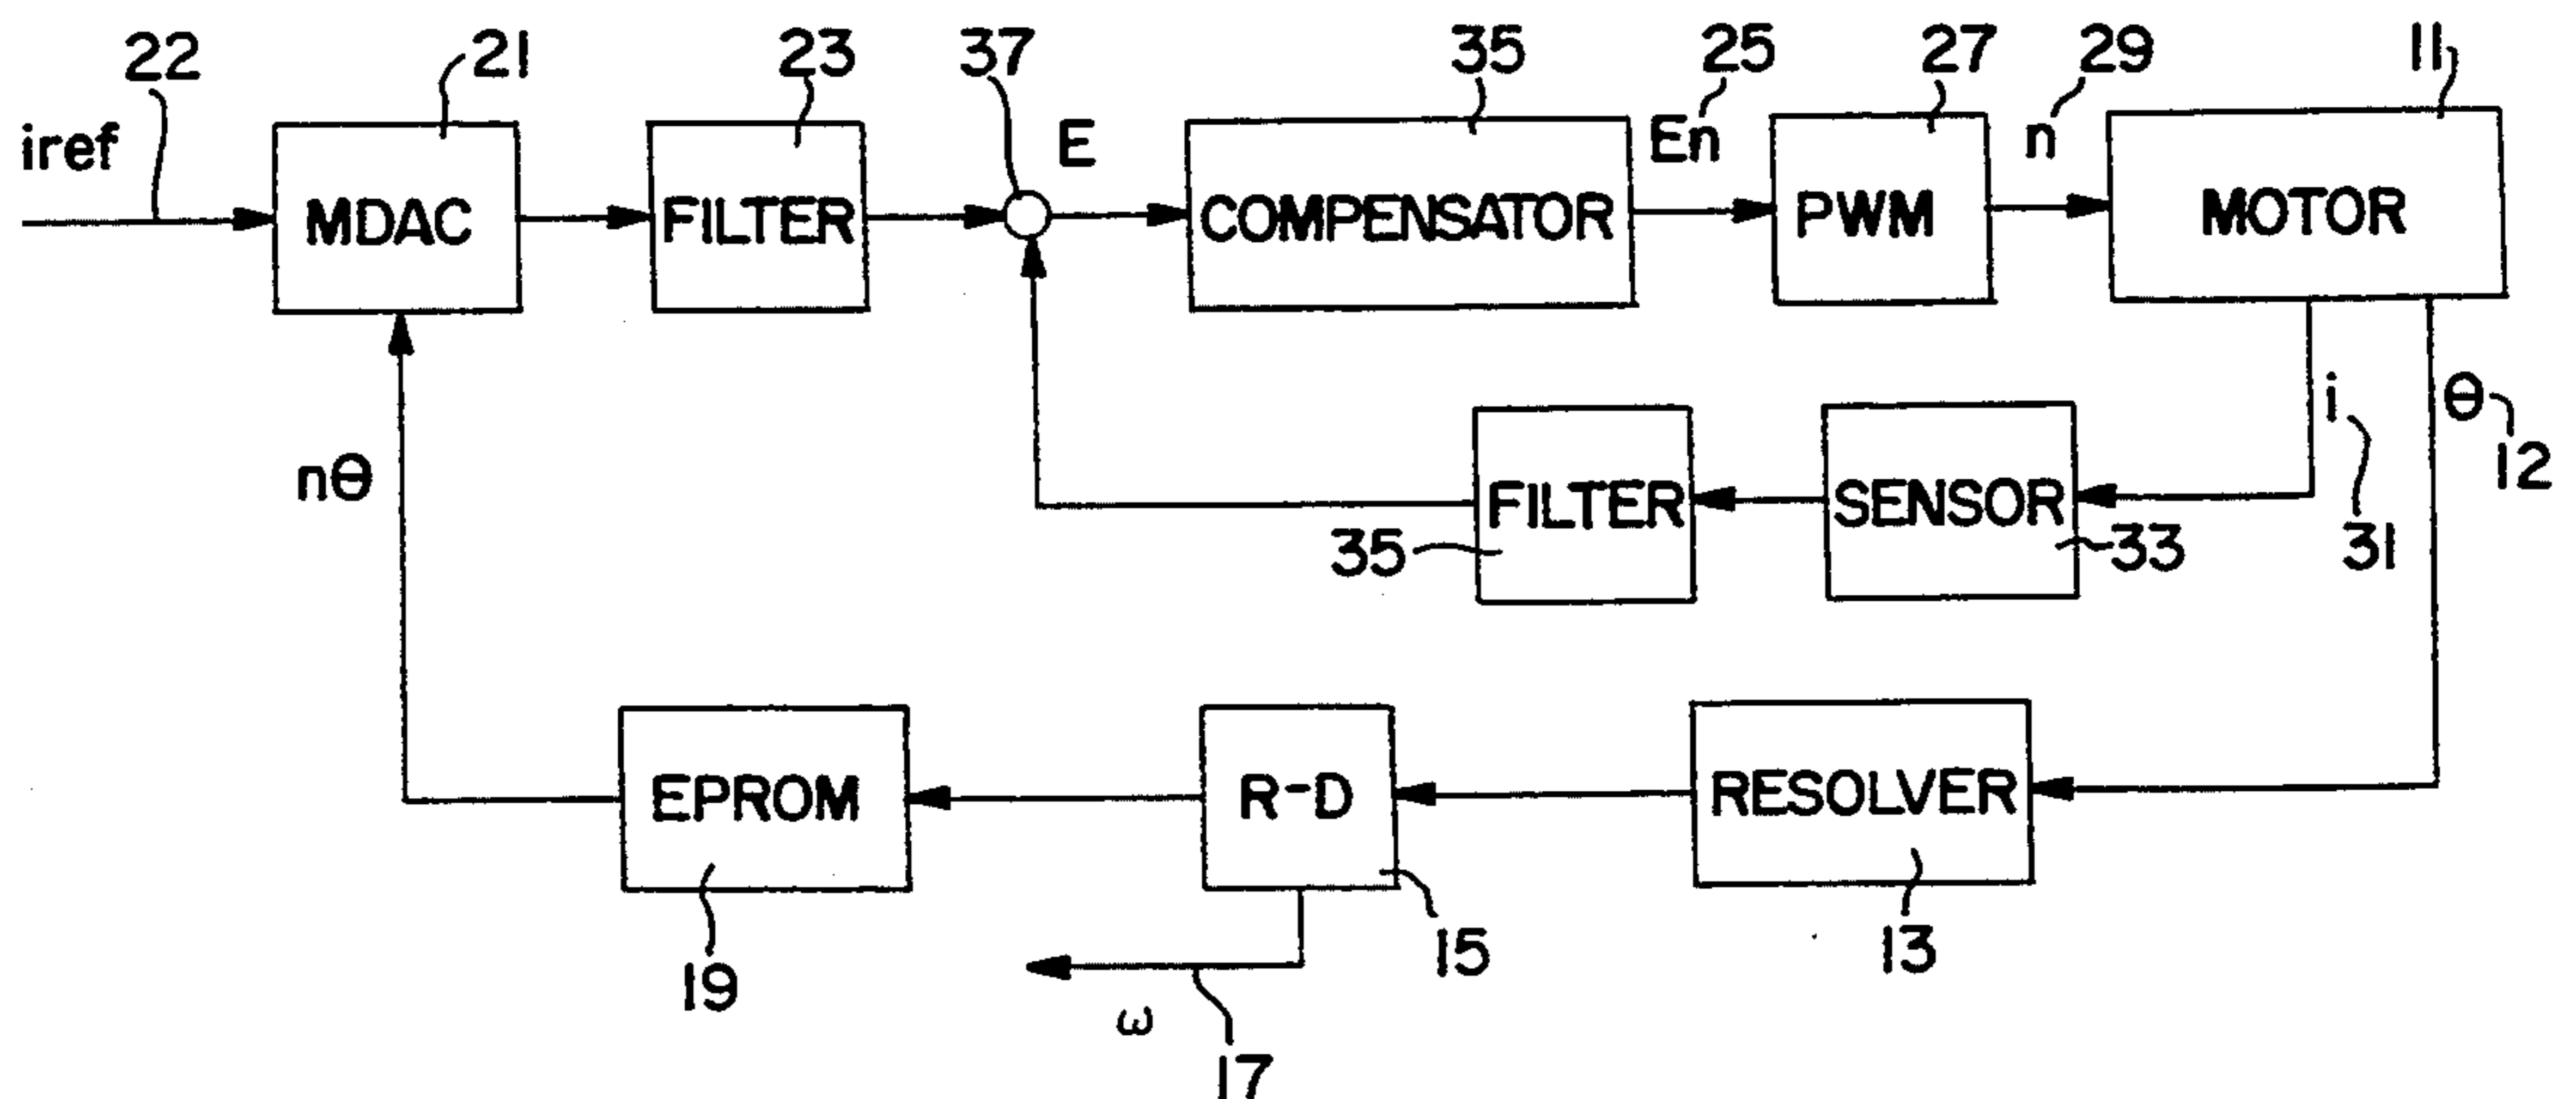 22
21
23
37
35
25
27
29
11
iref
MDAC
FILTER
E
COMPENSATOR
En
PWM
n
MOTOR
nθ
FILTER
35
SENSOR
33
i
31
θ
12
EPROM
19
R-D
15
RESOLVER
13
ω
17